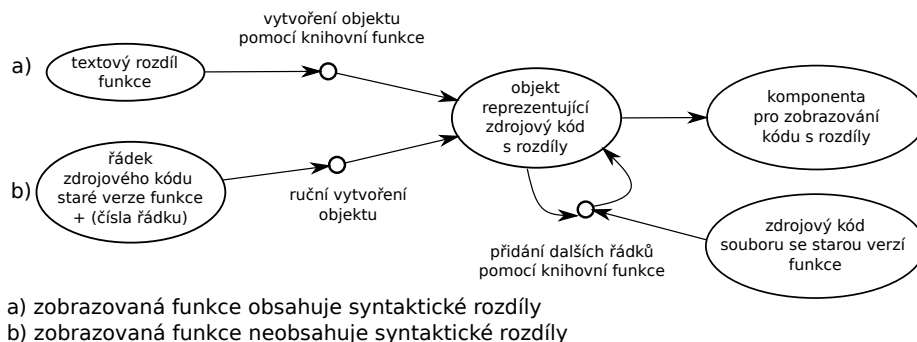 vytvoření objektu
pomocí knihovní funkce
a)
textový rozdíl
funkce
objekt
reprezentující
zdrojový kód
s rozdíly
komponenta
pro zobrazování
kódu s rozdíly
b)
řádek
zdrojového kódu
staré verze funkce
+ (čísla řádku)
ruční vytvoření
objektu
přidání dalších řádků
pomocí knihovní funkce
zdrojový kód
souboru se starou verzí
funkce
a) zobrazovaná funkce obsahuje syntaktické rozdíly
b) zobrazovaná funkce neobsahuje syntaktické rozdíly